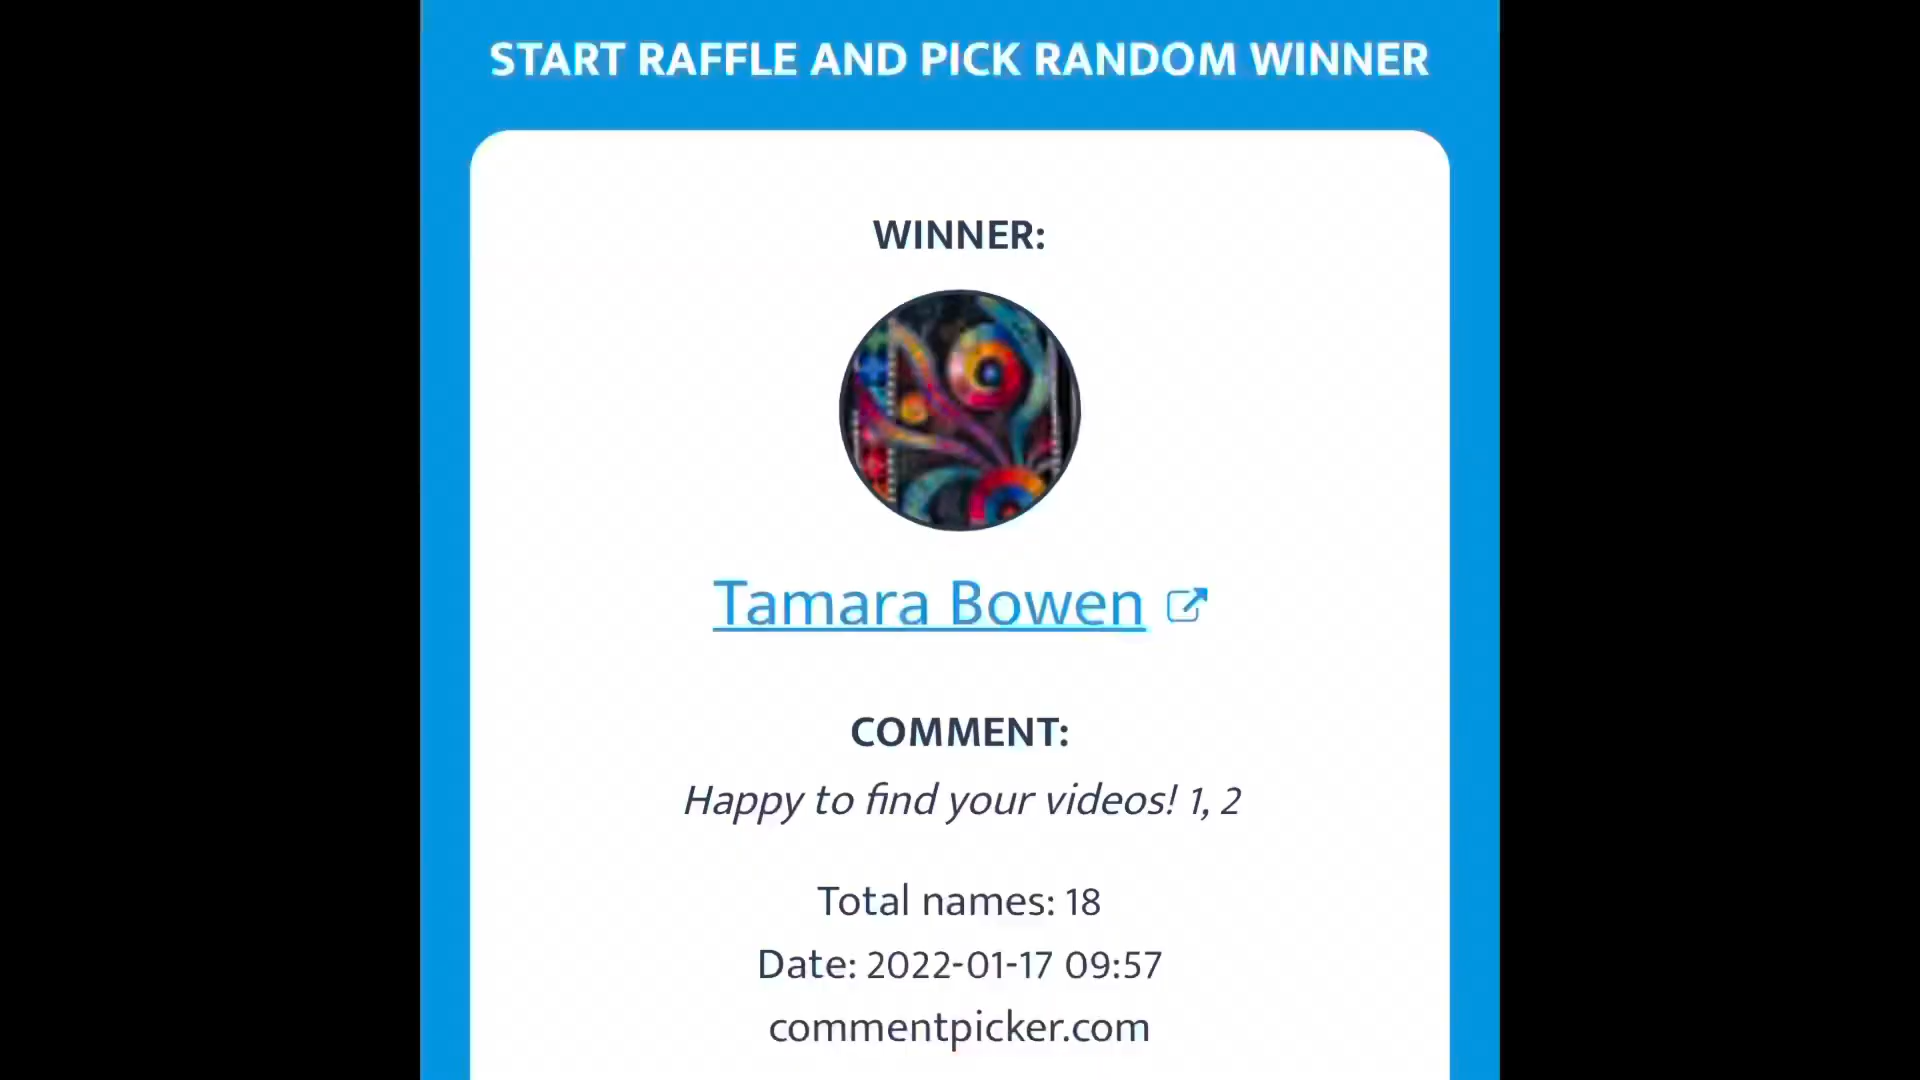 START RAFFLE AND PICK RANDOM WINNER
WINNER:
Tamara Bowen
COMMENT:
Happy to find your videos! 1, 2
Total names: 18
Date: 2022-01-17 09:57
commentpicker.com